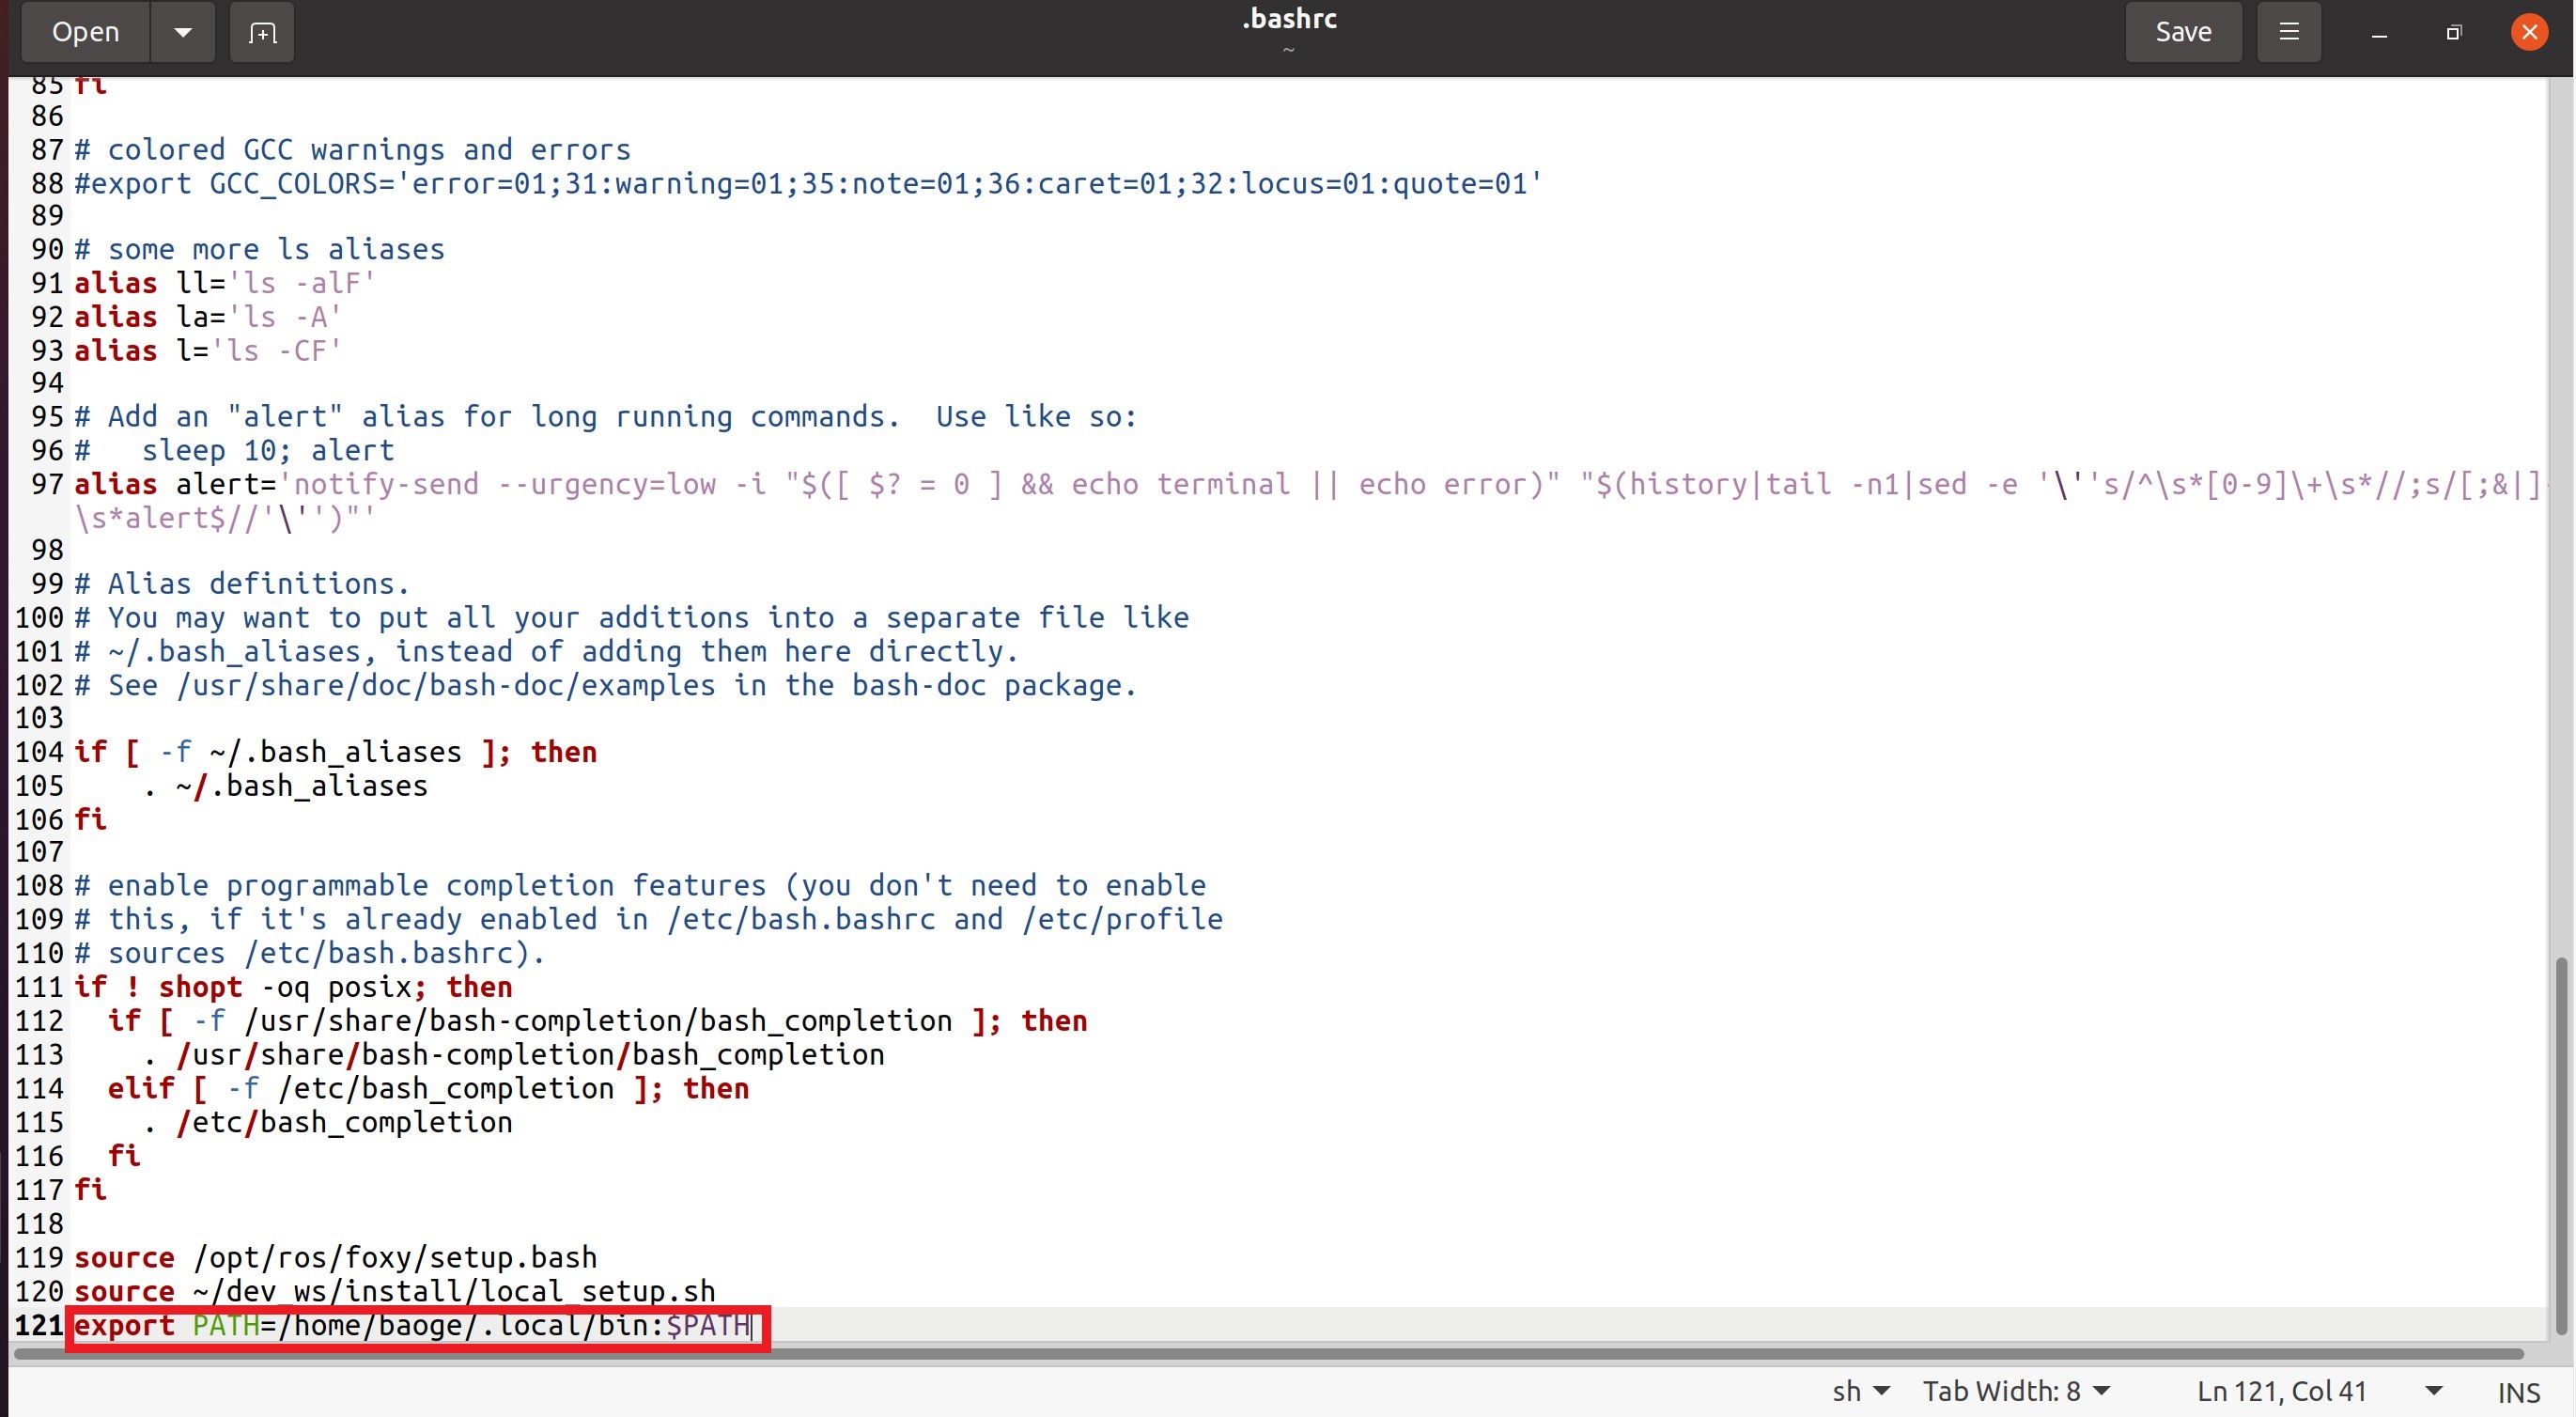 Open
.bashrc
~
Save
85 fi
86
87 # colored GCC warnings and errors
88 #export GCC_COLORS='error=01;31:warning=01;35:note=01;36:caret=01;32:locus=01:quote=01'
89
90 # some more ls aliases
91 alias ll='ls -alF'
92 alias la='ls -A'
93 alias l='ls -CF'
94
95 # Add an "alert" alias for long running commands.  Use like so:
96 #   sleep 10; alert
97 alias alert='notify-send --urgency=low -i "$([ $? = 0 ] && echo terminal || echo error)" "$(history|tail -n1|sed -e '\''s/^\s*[0-9]\+\s*//;s/[;&|]
\s*alert$//'\'')"'
98
99 # Alias definitions.
100 # You may want to put all your additions into a separate file like
101 # ~/.bash_aliases, instead of adding them here directly.
102 # See /usr/share/doc/bash-doc/examples in the bash-doc package.
103
104 if [ -f ~/.bash_aliases ]; then
105     . ~/.bash_aliases
106 fi
107
108 # enable programmable completion features (you don't need to enable
109 # this, if it's already enabled in /etc/bash.bashrc and /etc/profile
110 # sources /etc/bash.bashrc).
111 if ! shopt -oq posix; then
112   if [ -f /usr/share/bash-completion/bash_completion ]; then
113     . /usr/share/bash-completion/bash_completion
114   elif [ -f /etc/bash_completion ]; then
115     . /etc/bash_completion
116   fi
117 fi
118
119 source /opt/ros/foxy/setup.bash
120 source ~/dev_ws/install/local_setup.sh
121 export PATH=/home/baoge/.local/bin:$PATH
sh Tab Width: 8 Ln 121, Col 41 INS